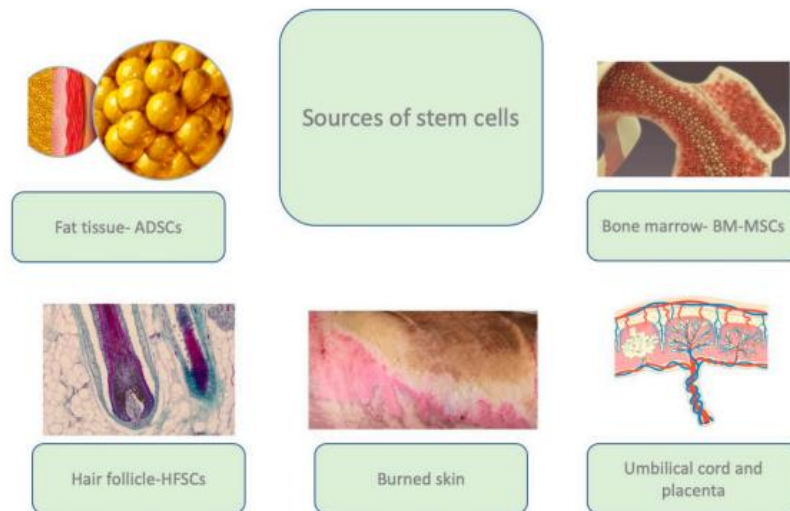 Sources of stem cells
Fat tissue- ADSCs
Bone marrow- BM-MSCs
Hair follicle-HFSCs
Burned skin
Umbilical cord and
placenta